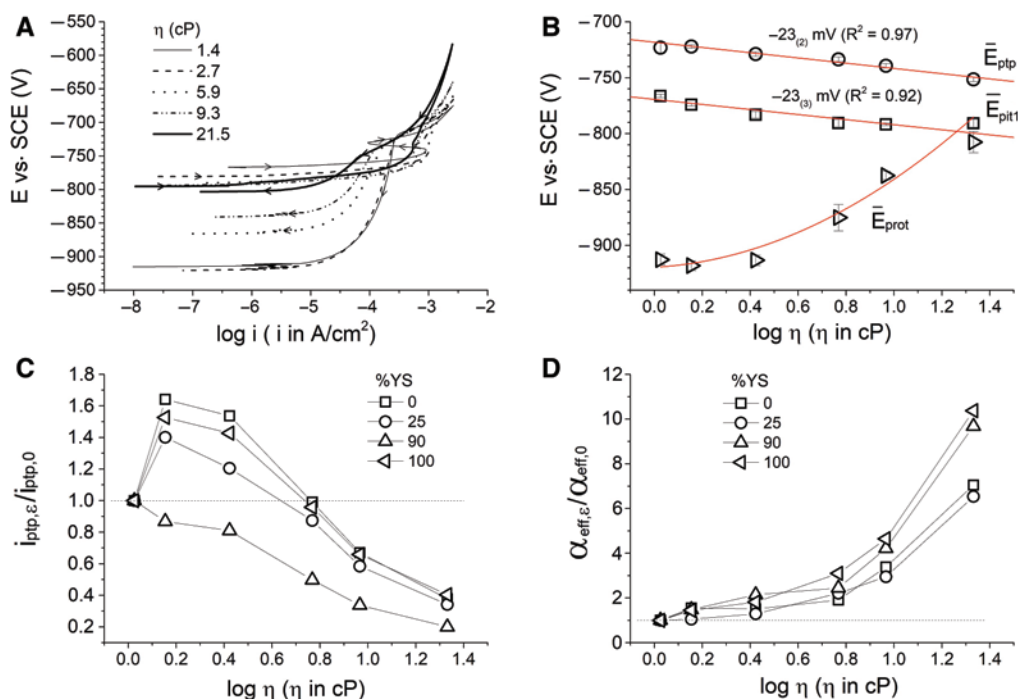 A
−550
−600
−650
−700
−750
−800
−850
−900
−950
E vs· SCE (V)
η (cP)
1.4
2.7
5.9
9.3
21.5
−8 −7 −6 −5 −4 −3 −2
log i ( i in A/cm²)
B
−700
−750
−800
−850
−900
E vs· SCE (V)
−23₍₂₎ mV (R² = 0.97)
E̅ptp
−23₍₃₎ mV (R² = 0.92)
E̅pit1
E̅prot
0.0 0.2 0.4 0.6 0.8 1.0 1.2 1.4
log η (η in cP)
C
1.8
1.6
1.4
1.2
1.0
0.8
0.6
0.4
0.2
iptp,ε/iptp,0
%YS
0
25
90
100
0.0 0.2 0.4 0.6 0.8 1.0 1.2 1.4
log η (η in cP)
D
12
10
8
6
4
2
0
αeff,ε/αeff,0
%YS
0
25
90
100
0.0 0.2 0.4 0.6 0.8 1.0 1.2 1.4
log η (η in cP)